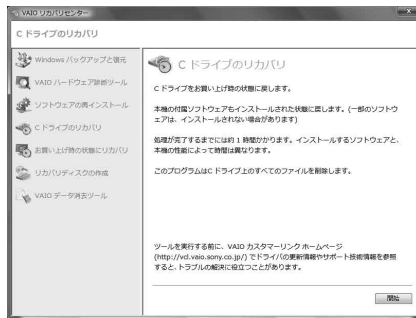 VAIO リカバリセンター
C ドライブのリカバリ
Windows バックアップと復元
VAIO ハードウェア診断ツール
ソフトウェアの再インストール
C ドライブのリカバリ
お買い上げ時の状態にリカバリ
リカバリディスクの作成
VAIO データ消去ツール
C ドライブのリカバリ
C ドライブをお買い上げ時の状態に戻します。
本機の付属ソフトウェアもインストールされた状態に戻します。(一部のソフトウ
ェアは、インストールされない場合があります)
処理が完了するまでには約 1 時間かかります。インストールするソフトウェアと、
本機の性能によって時間は異なります。
このプログラムはC ドライブ上のすべてのファイルを削除します。
ツールを実行する前に、VAIO カスタマーリンク ホームページ
(http://vcl.vaio.sony.co.jp/) でドライバの更新情報やサポート技術情報を参照
すると、トラブルの解決に役立つことがあります。
開始